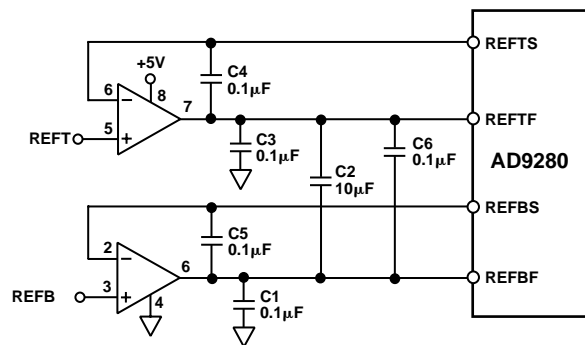 REFTS
+5V
C4
0.1µF
6
8
7
REFTF
REFT
5
C3
0.1µF
C6
0.1µF
C2
10µF
AD9280
REFBS
C5
0.1µF
2
6
REFBF
REFB
3
4
C1
0.1µF